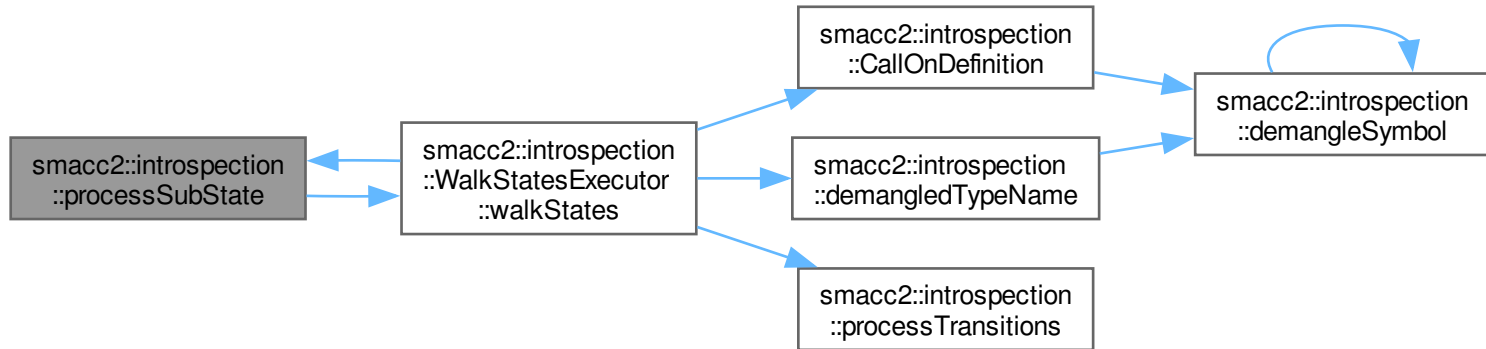 smacc2::introspection
::processSubState
smacc2::introspection
::WalkStatesExecutor
::walkStates
smacc2::introspection
::CallOnDefinition
smacc2::introspection
::demangledTypeName
smacc2::introspection
::processTransitions
smacc2::introspection
::demangleSymbol